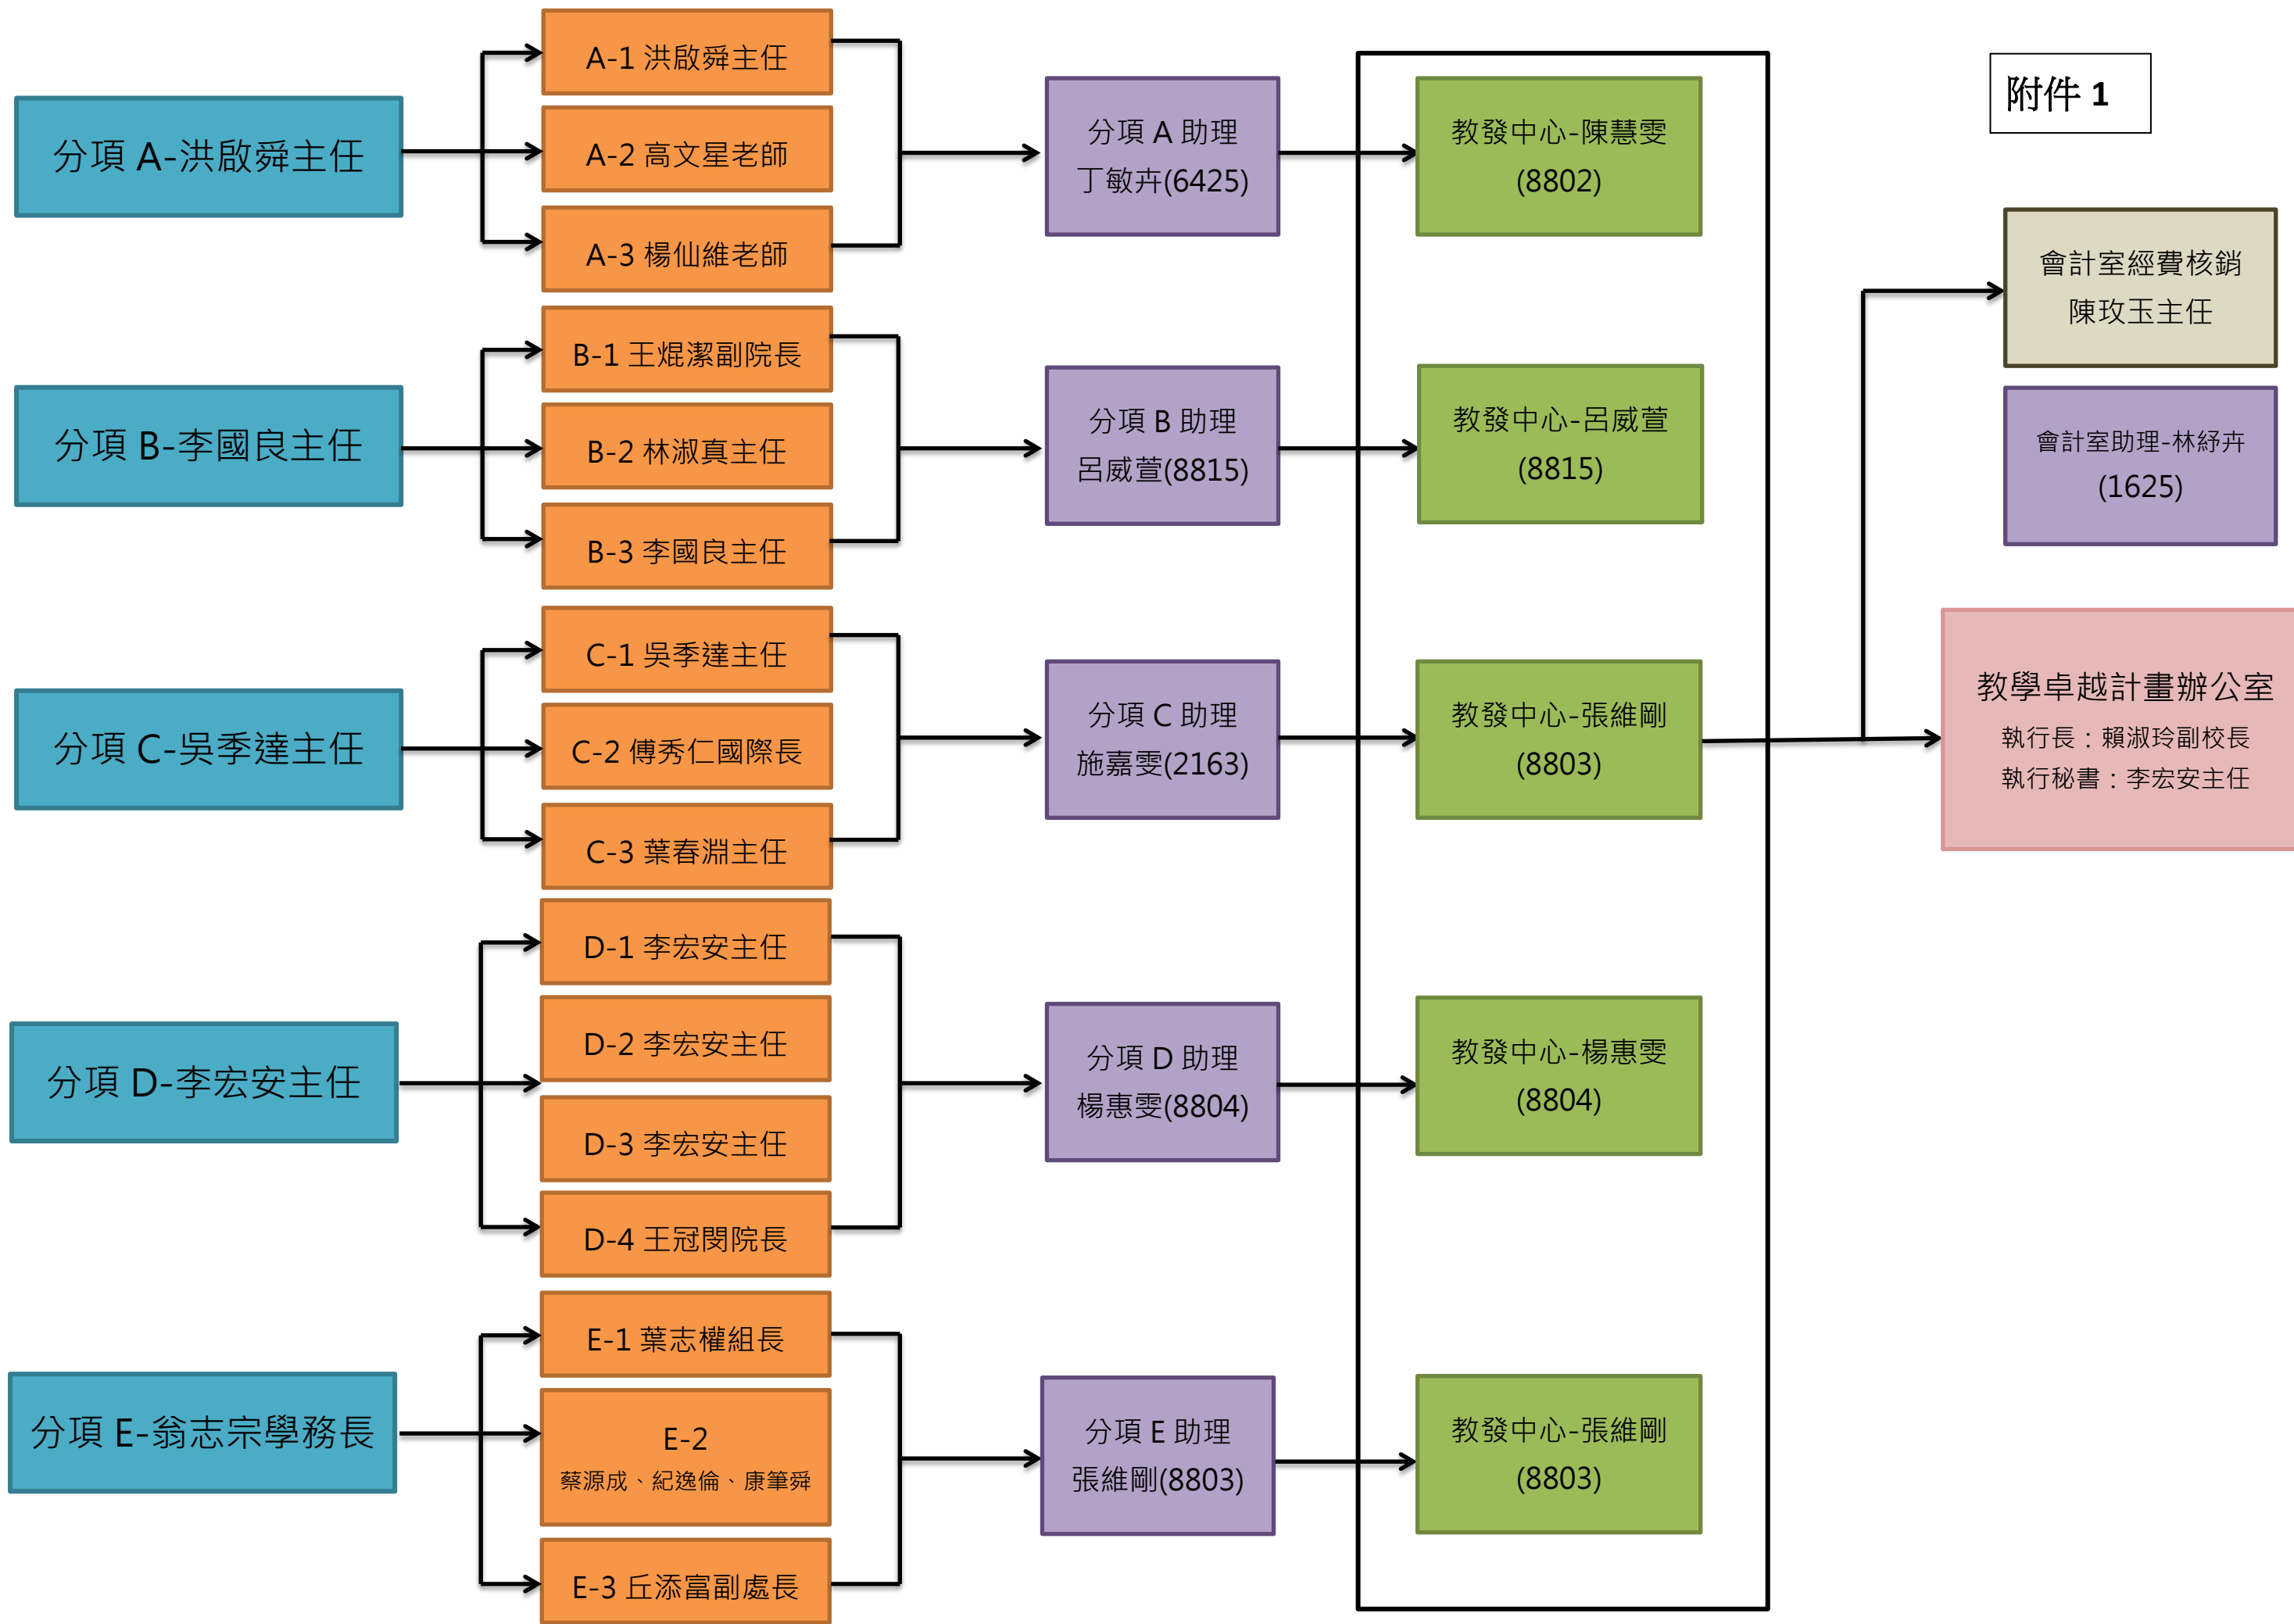 附件 1
分項 A-洪啟舜主任
A-1 洪啟舜主任
A-2 高文星老師
A-3 楊仙維老師
分項 A 助理
丁敏卉(6425)
教發中心-陳慧雯
(8802)
分項 B-李國良主任
B-1 王焜潔副院長
B-2 林淑真主任
B-3 李國良主任
分項 B 助理
呂威萱(8815)
教發中心-呂威萱
(8815)
分項 C-吳季達主任
C-1 吳季達主任
C-2 傅秀仁國際長
C-3 葉春淵主任
分項 C 助理
施嘉雯(2163)
教發中心-張維剛
(8803)
分項 D-李宏安主任
D-1 李宏安主任
D-2 李宏安主任
D-3 李宏安主任
D-4 王冠閔院長
分項 D 助理
楊惠雯(8804)
教發中心-楊惠雯
(8804)
分項 E-翁志宗學務長
E-1 葉志權組長
E-2
蔡源成、紀逸倫、康筆舜
E-3 丘添富副處長
分項 E 助理
張維剛(8803)
教發中心-張維剛
(8803)
會計室經費核銷
陳玫玉主任
會計室助理-林紓卉
(1625)
教學卓越計畫辦公室
執行長：賴淑玲副校長
執行秘書：李宏安主任